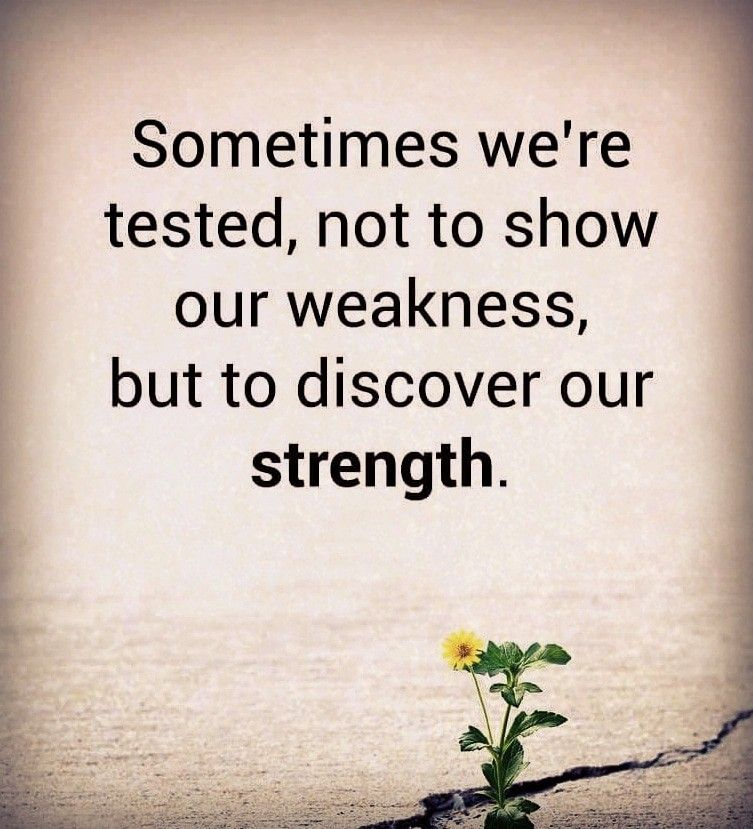 Sometimes we're
tested, not to show
our weakness,
but to discover our
strength.